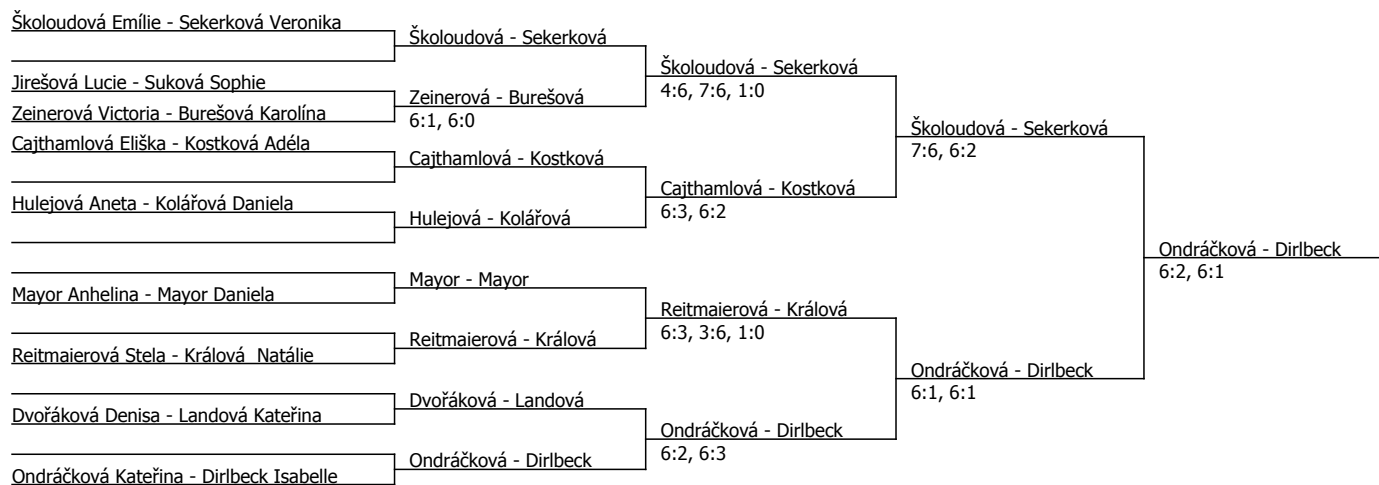 Školoudová Emílie - Sekerková Veronika
Jirešová Lucie - Suková Sophie
Zeinerová Victoria - Burešová Karolína
Cajthamlová Eliška - Kostková Adéla
Hulejová Aneta - Kolářová Daniela
Mayor Anhelina - Mayor Daniela
Reitmaierová Stela - Králová  Natálie
Dvořáková Denisa - Landová Kateřina
Ondráčková Kateřina - Dirlbeck Isabelle
Školoudová - Sekerková
Zeinerová - Burešová
6:1, 6:0
Cajthamlová - Kostková
Hulejová - Kolářová
Mayor - Mayor
Reitmaierová - Králová
Dvořáková - Landová
Ondráčková - Dirlbeck
Školoudová - Sekerková
4:6, 7:6, 1:0
Cajthamlová - Kostková
6:3, 6:2
Reitmaierová - Králová
6:3, 3:6, 1:0
Ondráčková - Dirlbeck
6:2, 6:3
Školoudová - Sekerková
7:6, 6:2
Ondráčková - Dirlbeck
6:1, 6:1
Ondráčková - Dirlbeck
6:2, 6:1